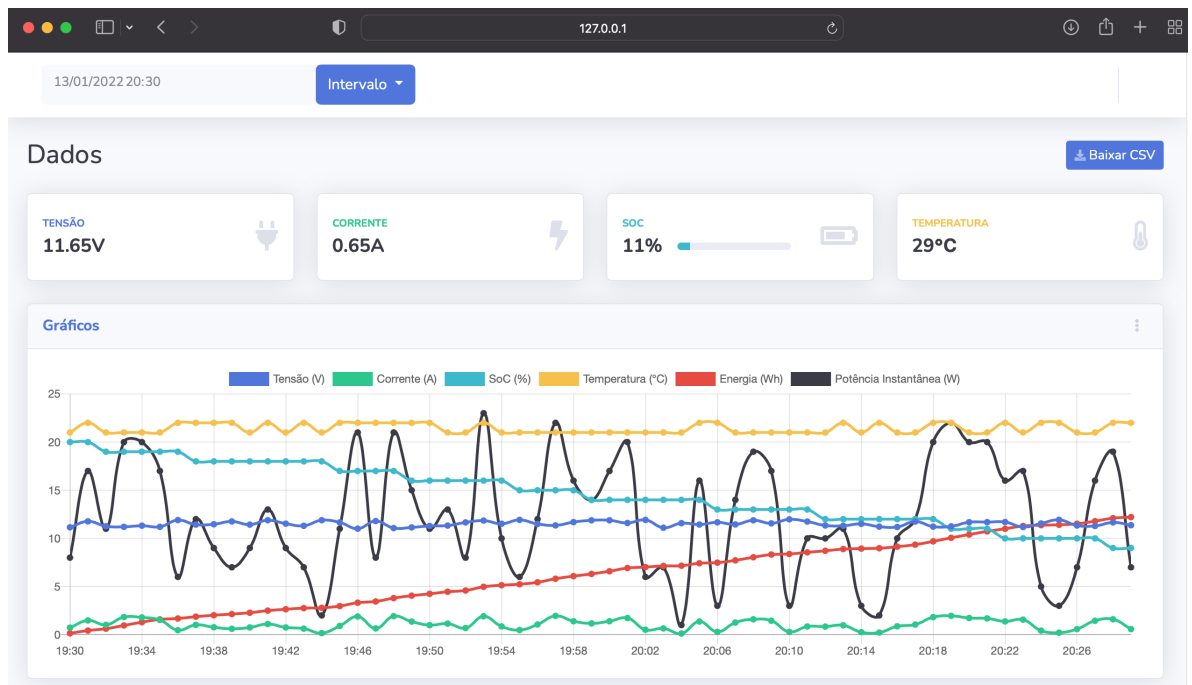 127.0.0.1
13/01/2022 20:30
Intervalo
Dados
Baixar CSV
TENSÃO
11.65V
CORRENTE
0.65A
SOC
11%
TEMPERATURA
29°C
Gráficos
Tensão (V) Corrente (A) SoC (%) Temperatura (°C) Energia (Wh) Potência Instantânea (W)
25
20
15
10
5
0
19:30 19:34 19:38 19:42 19:46 19:50 19:54 19:58 20:02 20:06 20:10 20:14 20:18 20:22 20:26